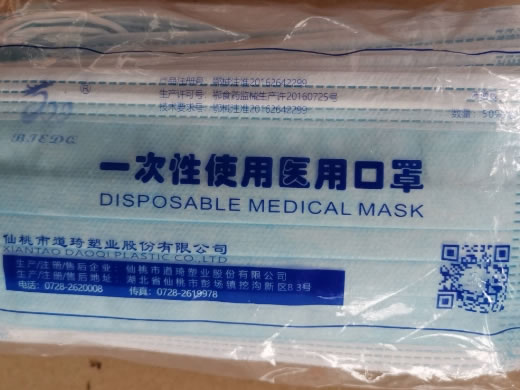 产品注册号：鄂械注准20162642299
生产许可号：鄂食药监械生产许20160725号
技术要求号：鄂械注准20162642299
数量：50
一次性使用医用口罩
DISPOSABLE MEDICAL MASK
仙桃市道琦塑业股份有限公司
XIANTAO DAOQI PLASTIC CO.,LTD
生产/注册/售后企业：仙桃市道琦塑业股份有限公司
生产/注册/售后地址：湖北省仙桃市彭场镇挖沟新区B3号
电话：0728-2620008 传真：0728-2619978